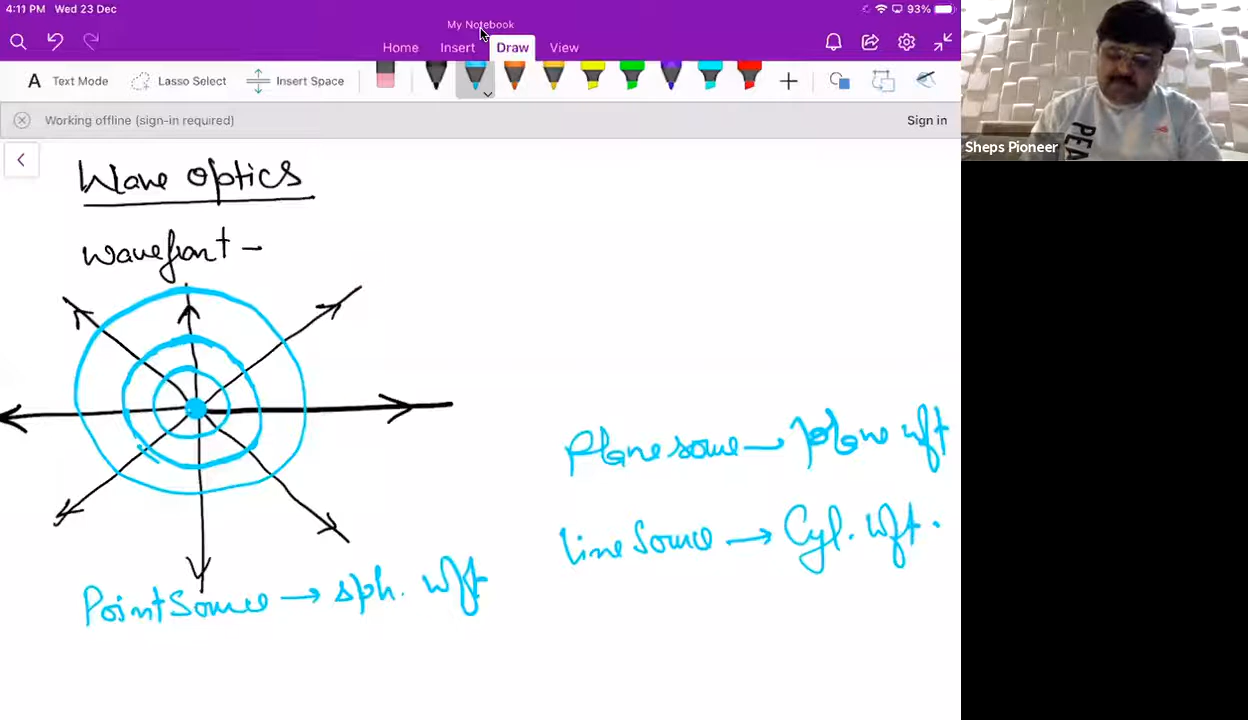 4:11 PM Wed 23 Dec
93%
My Notebook
Home Insert Draw View
A Text Mode Lasso Select Insert Space
Working offline (sign-in required)
Sign in
Sheps Pioneer
PEA
Wave optics
Wavefront –
Plane source → plane wft
Line Source → Cyl. wft.
Point Source → sph. wft